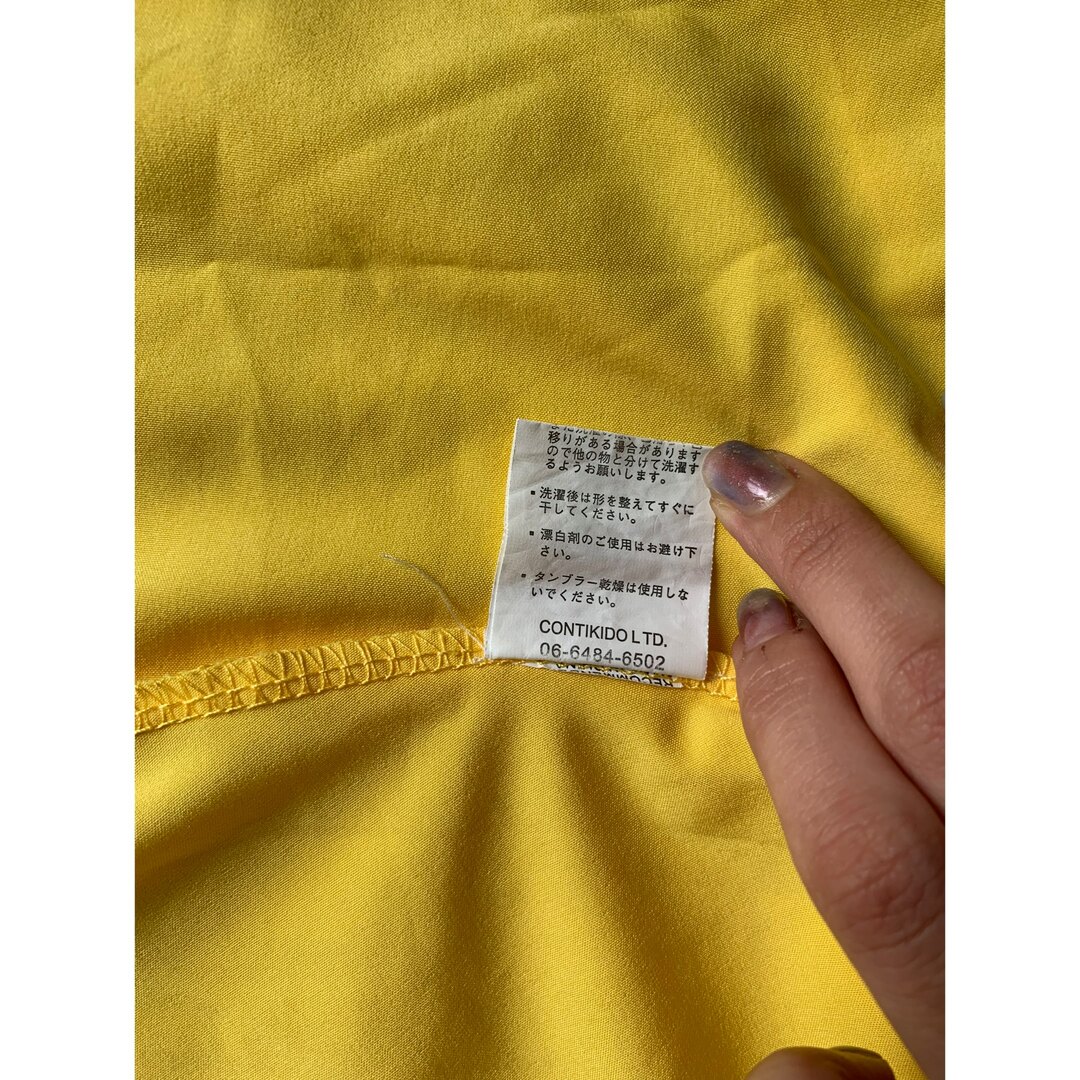 移りがある場合があります
ので他の物と分けて洗濯す
るようお願いします。
▪洗濯後は形を整えてすぐに
干してください。
▪漂白剤のご使用はお避け下
さい。
▪タンブラー乾燥は使用しな
いでください。
CONTIKIDO LTD.
06-6484-6502